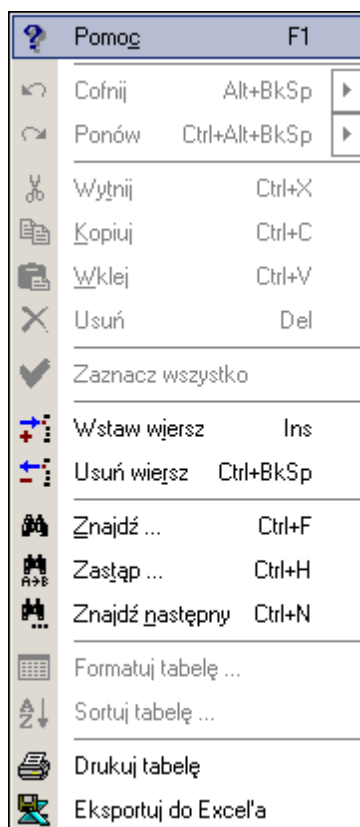 Pomoc F1
Cofnij Alt+BkSp
Ponów Ctrl+Alt+BkSp
Wytnij Ctrl+X
Kopiuj Ctrl+C
Wklej Ctrl+V
Usuń Del
Zaznacz wszystko
Wstaw wiersz Ins
Usuń wiersz Ctrl+BkSp
Znajdź ... Ctrl+F
A→B Zastąp ... Ctrl+H
Znajdź następny Ctrl+N
Formatuj tabelę ...
A Z Sortuj tabelę ...
Drukuj tabelę
Eksportuj do Excel'a